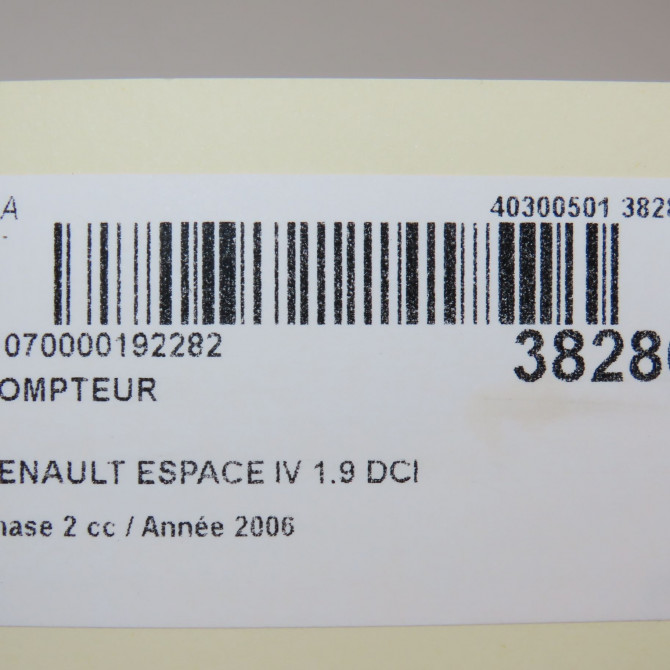 A 40300501 3828
070000192282 3828
OMPTEUR
ENAULT ESPACE IV 1.9 DCI
hase 2 cc / Année 2006